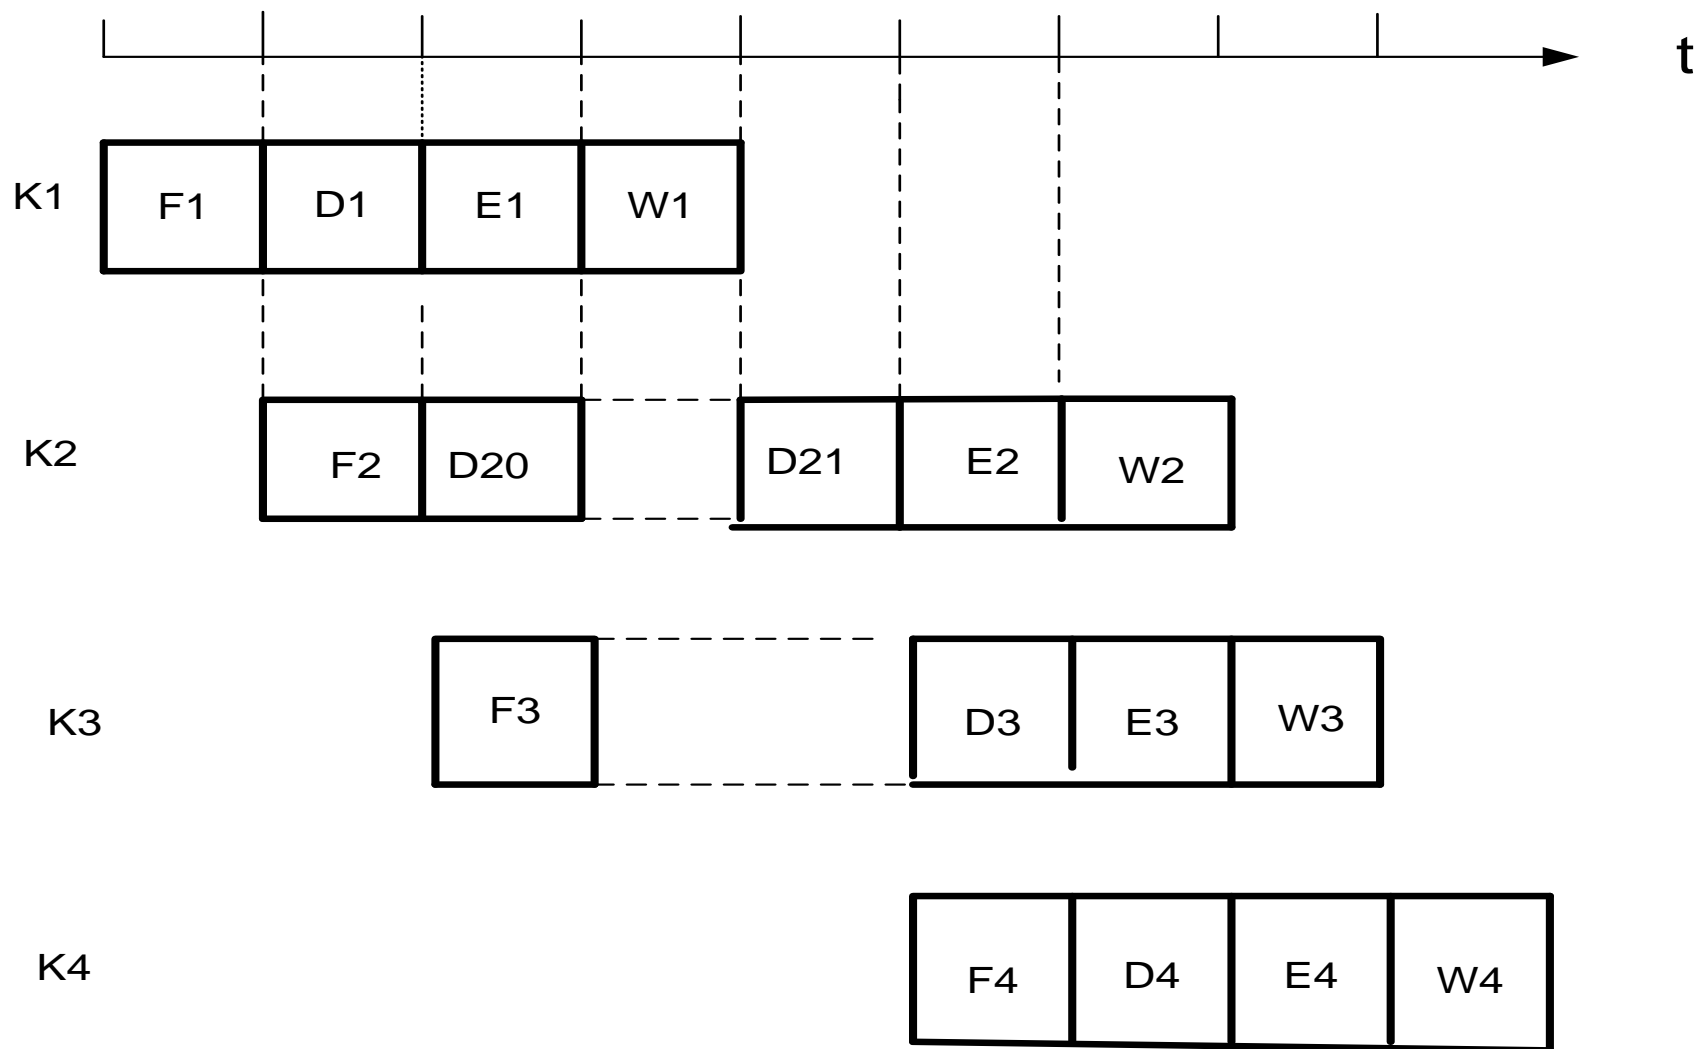 t
K1 F1 D1 E1 W1
K2 F2 D20 D21 E2 W2
K3 F3 D3 E3 W3
K4 F4 D4 E4 W4